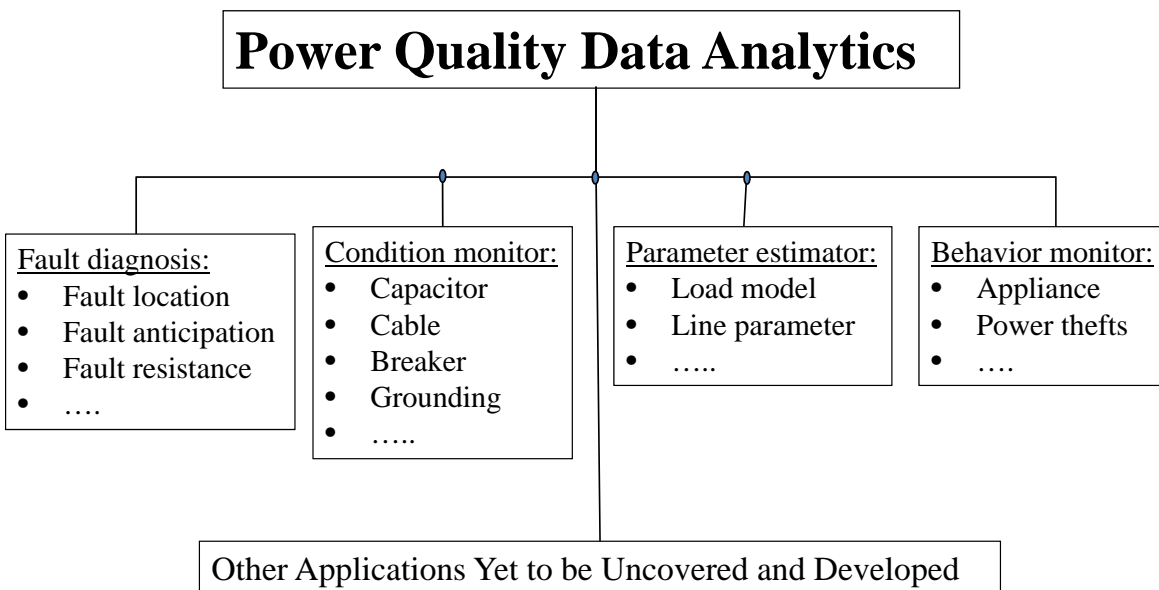 Power Quality Data Analytics
Fault diagnosis:
• Fault location
• Fault anticipation
• Fault resistance
• ....
Condition monitor:
• Capacitor
• Cable
• Breaker
• Grounding
• .....
Parameter estimator:
• Load model
• Line parameter
• .....
Behavior monitor:
• Appliance
• Power thefts
• ....
Other Applications Yet to be Uncovered and Developed